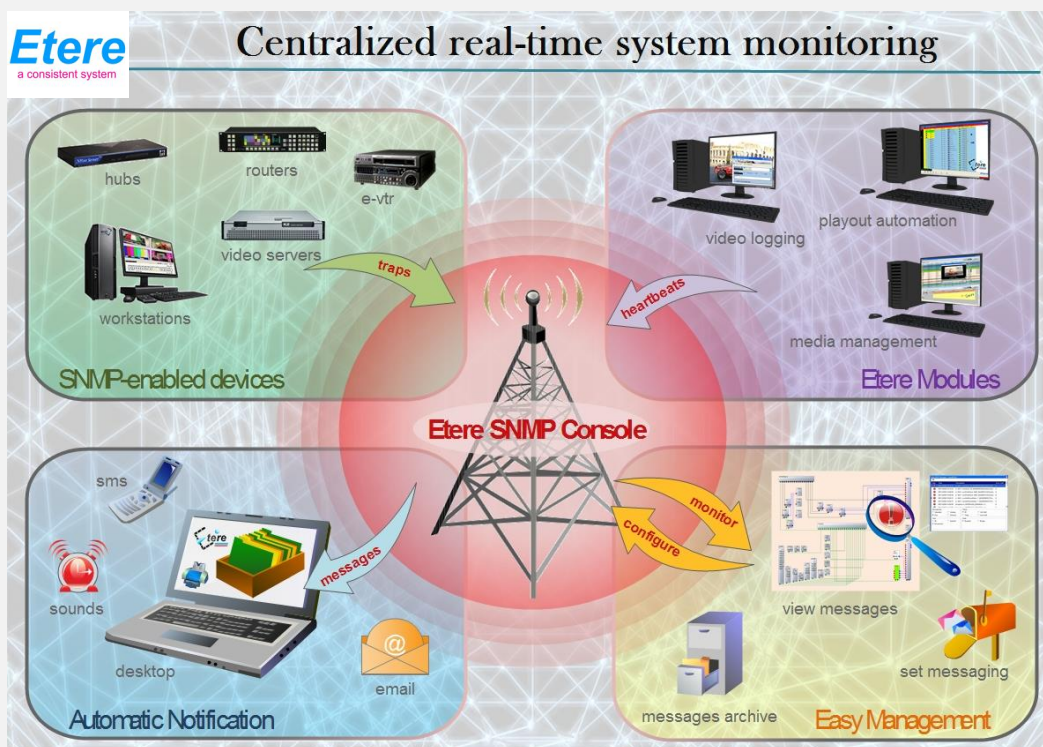 Etere
a consistent system
Centralized real-time system monitoring
hubs
routers
e-vtr
video servers
workstations
traps
SNMP-enabled devices
video logging
playout automation
media management
heartbeats
Etere Modules
Etere SNMP Console
sms
sounds
desktop
email
messages
tere
Automatic Notification
monitor
configure
view messages
set messaging
messages archive
Easy Management